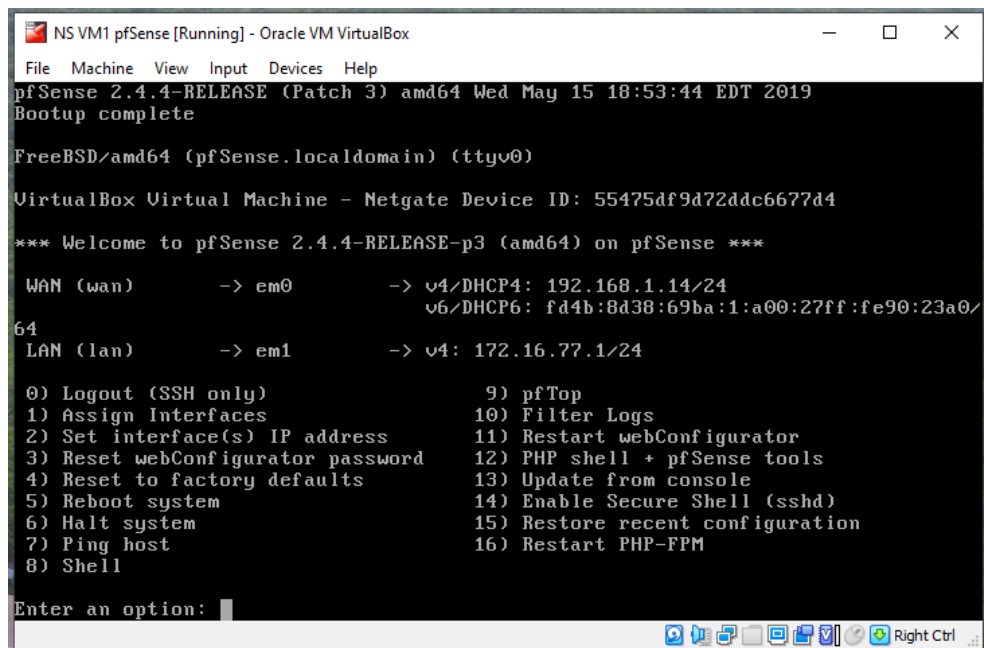 NS VM1 pfSense [Running] - Oracle VM VirtualBox
File Machine View Input Devices Help
pfSense 2.4.4-RELEASE (Patch 3) amd64 Wed May 15 18:53:44 EDT 2019
Bootup complete
FreeBSD/amd64 (pfSense.localdomain) (ttyv0)
VirtualBox Virtual Machine - Netgate Device ID: 55475df9d72ddc6677d4
*** Welcome to pfSense 2.4.4-RELEASE-p3 (amd64) on pfSense ***
WAN (wan) -> em0 -> v4/DHCP4: 192.168.1.14/24
v6/DHCP6: fd4b:8d38:69ba:1:a00:27ff:fe90:23a0/
64
LAN (lan) -> em1 -> v4: 172.16.77.1/24
0) Logout (SSH only) 9) pfTop
1) Assign Interfaces 10) Filter Logs
2) Set interface(s) IP address 11) Restart webConfigurator
3) Reset webConfigurator password 12) PHP shell + pfSense tools
4) Reset to factory defaults 13) Update from console
5) Reboot system 14) Enable Secure Shell (sshd)
6) Halt system 15) Restore recent configuration
7) Ping host 16) Restart PHP-FPM
8) Shell
Enter an option:
Right Ctrl